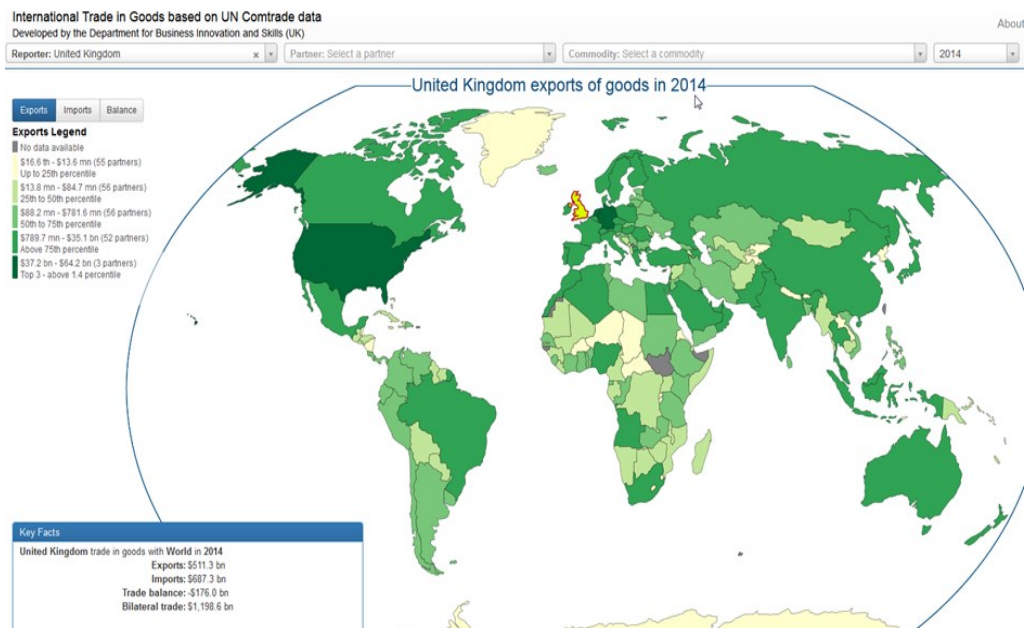 International Trade in Goods based on UN Comtrade data
Developed by the Department for Business Innovation and Skills (UK)
About
Reporter: United Kingdom x
Partner: Select a partner
Commodity: Select a commodity
2014
United Kingdom exports of goods in 2014
Exports Imports Balance
Exports Legend
No data available
$16.6 th - $13.6 mn (55 partners)
Up to 25th percentile
$13.8 mn - $84.7 mn (56 partners)
25th to 50th percentile
$88.2 mn - $781.6 mn (56 partners)
50th to 75th percentile
$789.7 mn - $35.1 bn (52 partners)
Above 75th percentile
$37.2 bn - $64.2 bn (3 partners)
Top 3 - above 1.4 percentile
Key Facts
United Kingdom trade in goods with World in 2014
Exports: $511.3 bn
Imports: $687.3 bn
Trade balance: -$176.0 bn
Bilateral trade: $1,198.6 bn